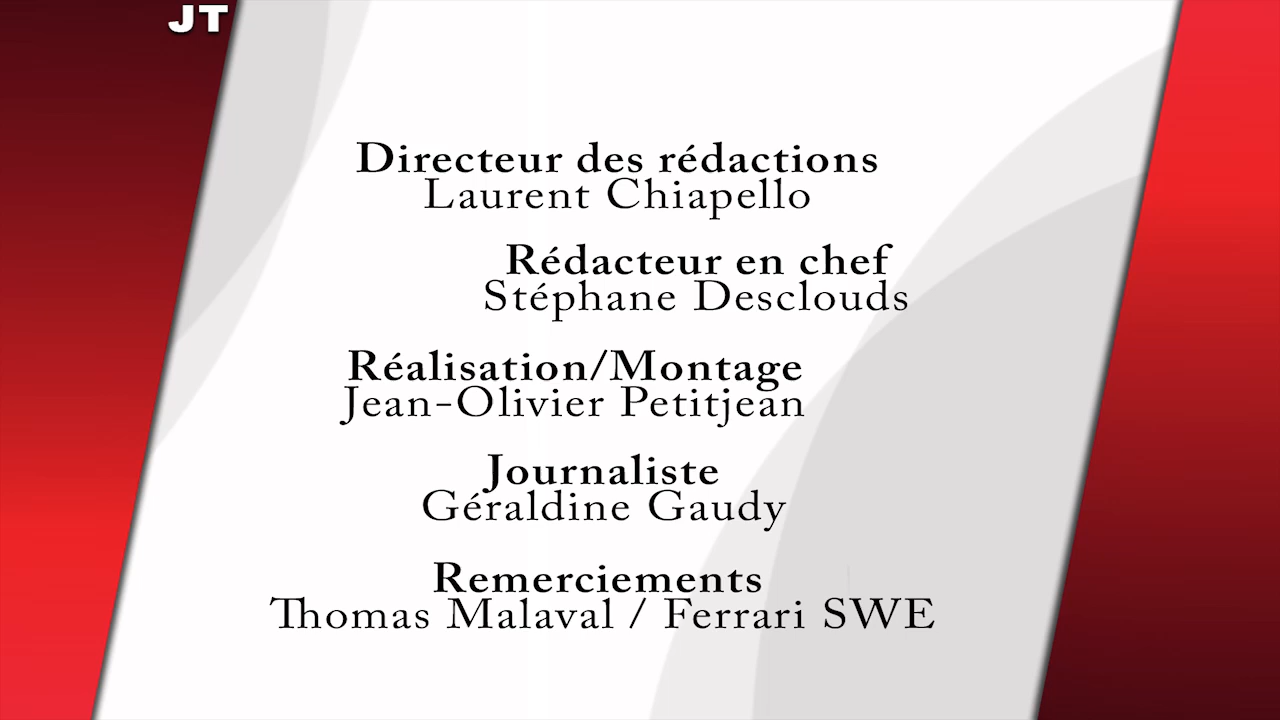 JT
Directeur des rédactions
Laurent Chiapello
Rédacteur en chef
Stéphane Desclouds
Réalisation/Montage
Jean-Olivier Petitjean
Journaliste
Géraldine Gaudy
Remerciements
Thomas Malaval / Ferrari SWE